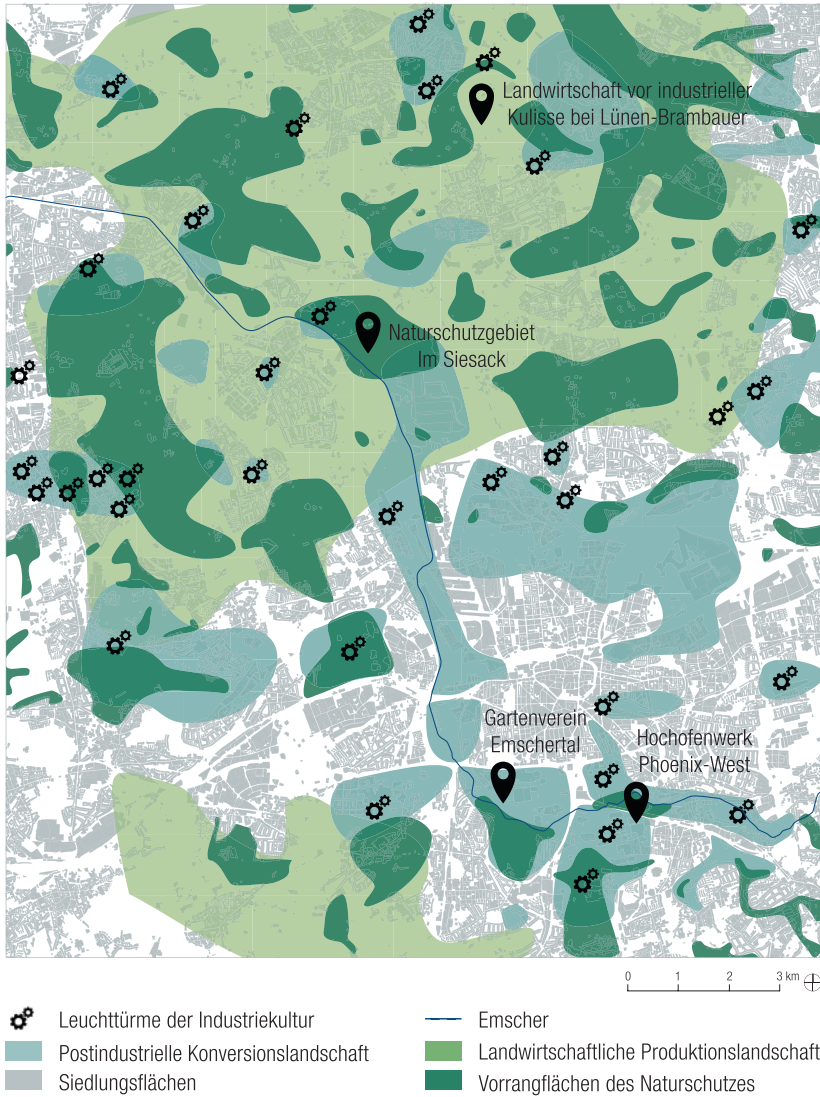 Landwirtschaft vor industrieller
Kulisse bei Lünen-Brambauer
Naturschutzgebiet
Im Siesack
Gartenverein
Emschertal
Hochofenwerk
Phoenix-West
0 1 2 3 km
Leuchttürme der Industriekultur
Postindustrielle Konversionslandschaft
Siedlungsflächen
Emscher
Landwirtschaftliche Produktionslandschaft
Vorrangflächen des Naturschutzes